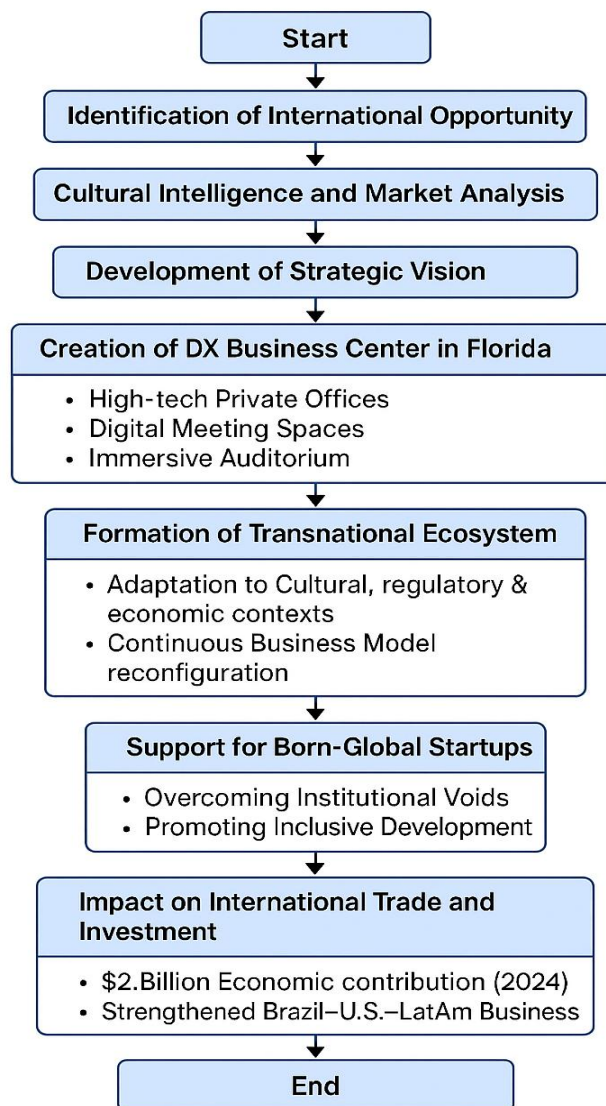 Start
Identification of International Opportunity
Cultural Intelligence and Market Analysis
Development of Strategic Vision
Creation of DX Business Center in Florida
• High-tech Private Offices
• Digital Meeting Spaces
• Immersive Auditorium
Formation of Transnational Ecosystem
• Adaptation to Cultural, regulatory &
economic contexts
• Continuous Business Model
reconfiguration
Support for Born-Global Startups
• Overcoming Institutional Voids
• Promoting Inclusive Development
Impact on International Trade and
Investment
• $2.Billion Economic contribution (2024)
• Strengthened Brazil–U.S.–LatAm Business
End